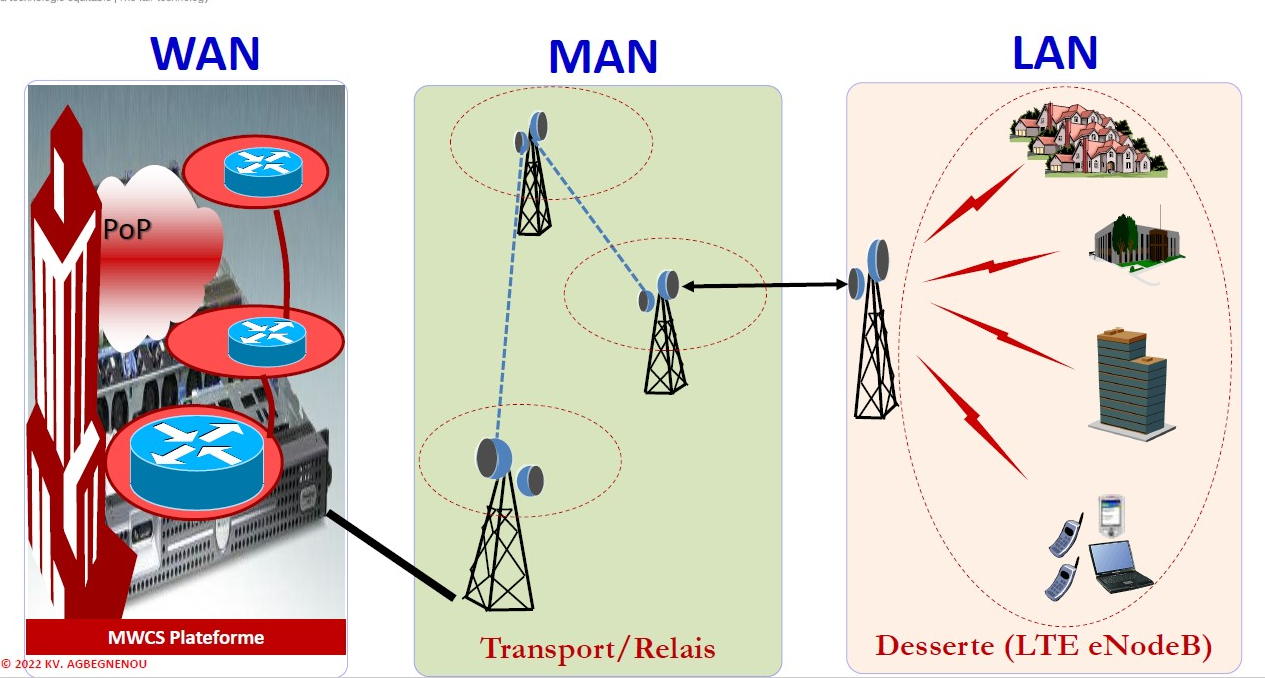 WAN
MAN
LAN
PoP
MWCS Plateforme
Transport/Relais
Desserte (LTE eNodeB)
© 2022 KV. AGBEGNENOU